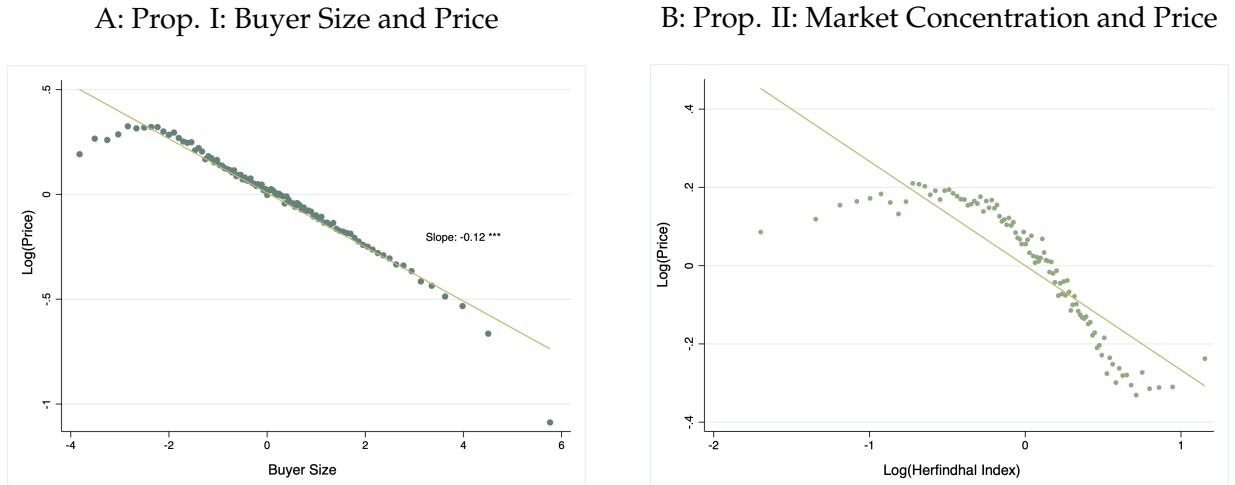 A: Prop. I: Buyer Size and Price
.5
0
-.5
-1
Log(Price)
Slope: -0.12 ***
-4 -2 0 2 4 6
Buyer Size
B: Prop. II: Market Concentration and Price
.4
.2
0
-.2
-.4
Log(Price)
-2 -1 0 1
Log(Herfindhal Index)